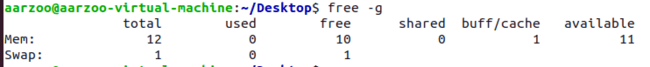 aarzoo@aarzoo-virtual-machine:~/Desktop$ free -g
total used free shared buff/cache available
Mem: 12 0 10 0 1 11
Swap: 1 0 1